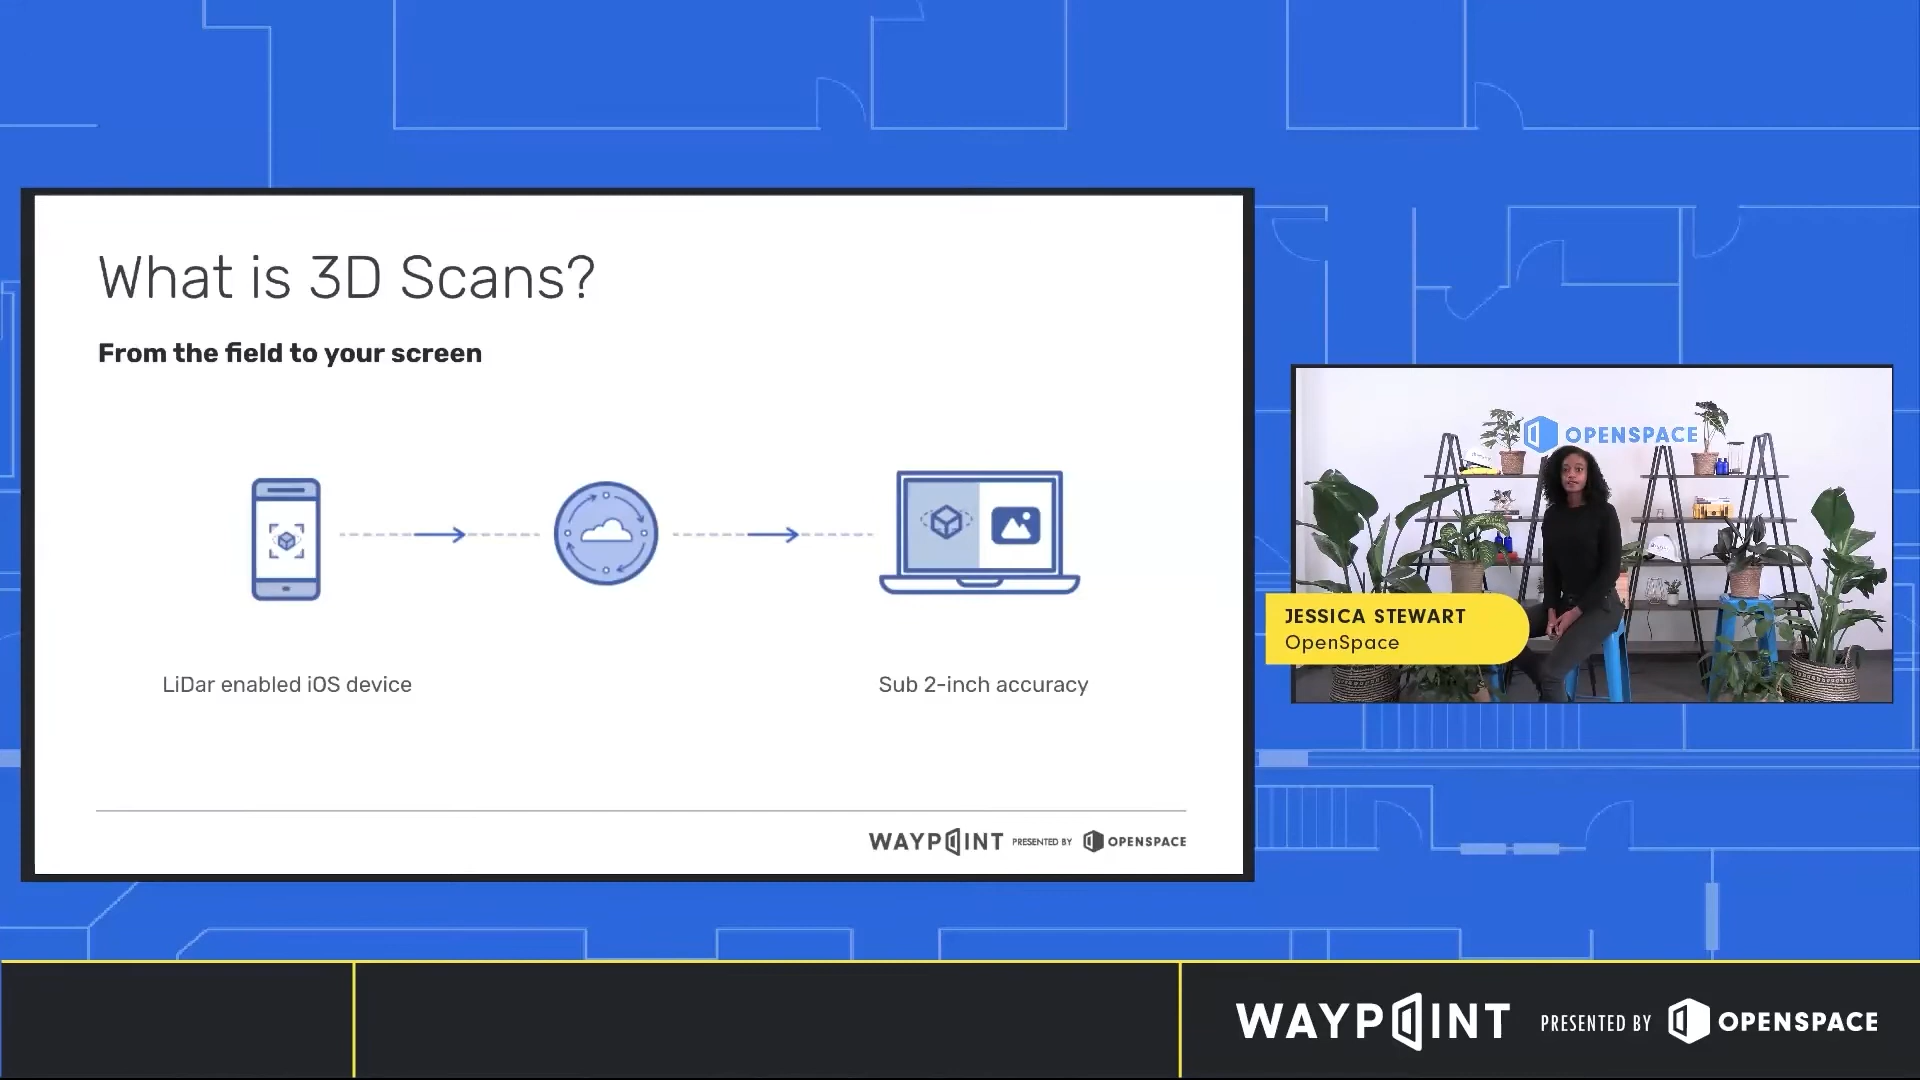 What is 3D Scans?
From the field to your screen
LiDar enabled iOS device
Sub 2-inch accuracy
WAYPOINT PRESENTED BY OPENSPACE
OPENSPACE
JESSICA STEWART
OpenSpace
WAYPOINT PRESENTED BY OPENSPACE